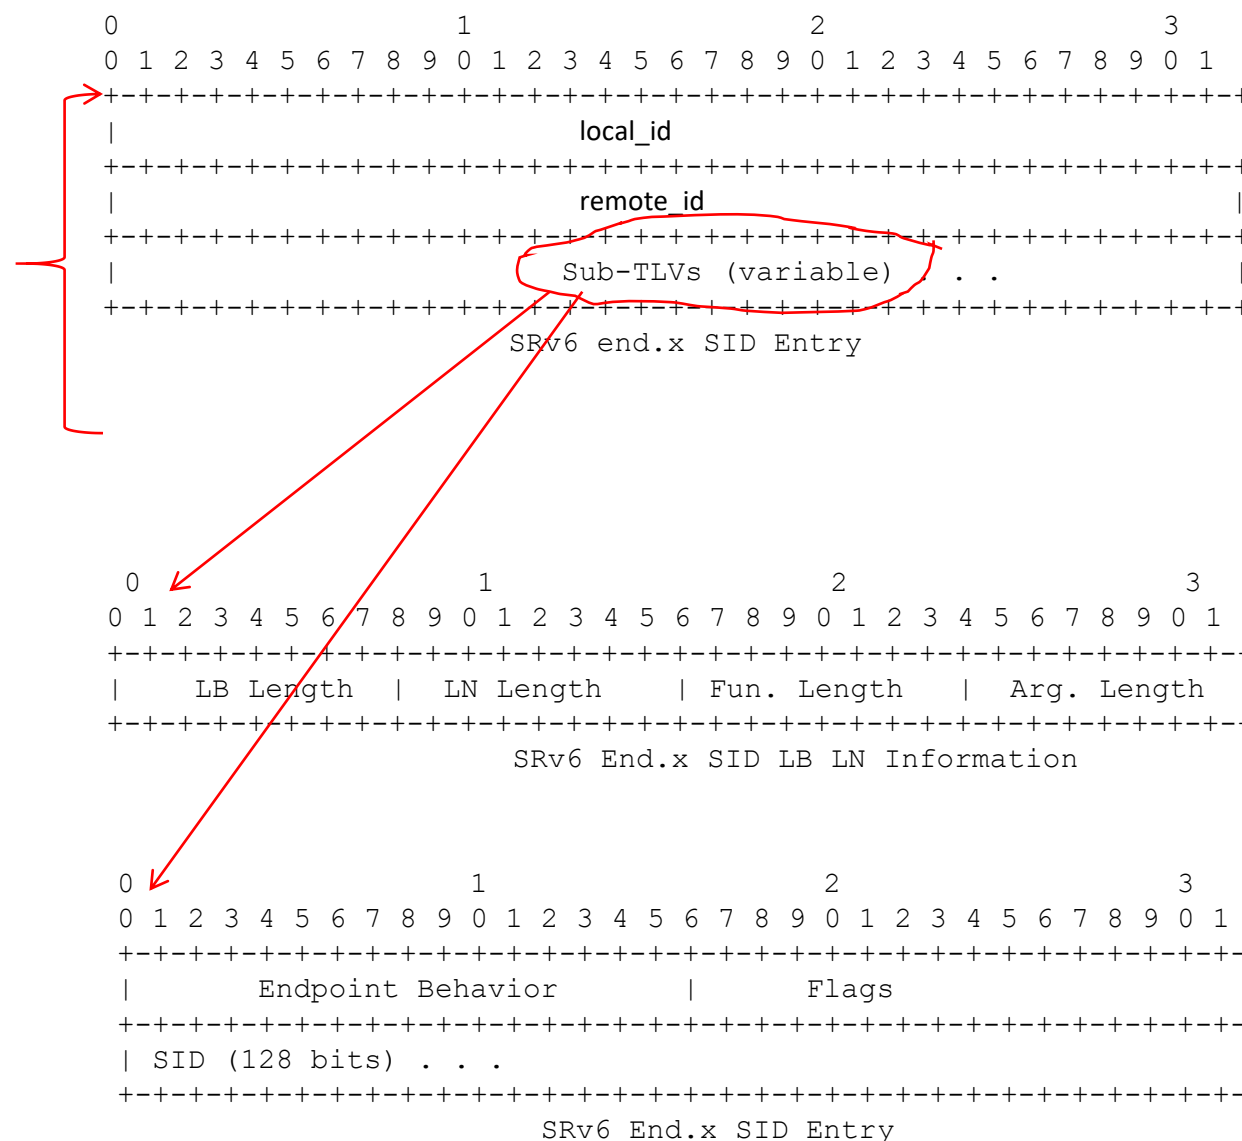 0 1 2 3
0 1 2 3 4 5 6 7 8 9 0 1 2 3 4 5 6 7 8 9 0 1 2 3 4 5 6 7 8 9 0 1
+-+-+-+-+-+-+-+-+-+-+-+-+-+-+-+-+-+-+-+-+-+-+-+-+-+-+-+-+-+-+-+-+
| local_id
+-+-+-+-+-+-+-+-+-+-+-+-+-+-+-+-+-+-+-+-+-+-+-+-+-+-+-+-+-+-+-+-+
| remote_id |
+-+-+-+-+-+-+-+-+-+-+-+-+-+-+-+-+-+-+-+-+-+-+-+-+-+-+-+-+-+-+-+-+
| Sub-TLVs (variable) . . . |
+-+-+-+-+-+-+-+-+-+-+-+-+-+-+-+-+-+-+-+-+-+-+-+-+-+-+-+-+-+-+-+-+
SRv6 end.x SID Entry
0 1 2 3
0 1 2 3 4 5 6 7 8 9 0 1 2 3 4 5 6 7 8 9 0 1 2 3 4 5 6 7 8 9 0 1
+-+-+-+-+-+-+-+-+-+-+-+-+-+-+-+-+-+-+-+-+-+-+-+-+-+-+-+-+-+-+-+-+-
| LB Length | LN Length | Fun. Length | Arg. Length
+-+-+-+-+-+-+-+-+-+-+-+-+-+-+-+-+-+-+-+-+-+-+-+-+-+-+-+-+-+-+-+-+-
SRv6 End.x SID LB LN Information
0 1 2 3
0 1 2 3 4 5 6 7 8 9 0 1 2 3 4 5 6 7 8 9 0 1 2 3 4 5 6 7 8 9 0 1
+-+-+-+-+-+-+-+-+-+-+-+-+-+-+-+-+-+-+-+-+-+-+-+-+-+-+-+-+-+-+-+-
| Endpoint Behavior | Flags
+-+-+-+-+-+-+-+-+-+-+-+-+-+-+-+-+-+-+-+-+-+-+-+-+-+-+-+-+-+-+-+-
| SID (128 bits) . . .
+-+-+-+-+-+-+-+-+-+-+-+-+-+-+-+-+-+-+-+-+-+-+-+-+-+-+-+-+-+-+-+-
SRv6 End.x SID Entry